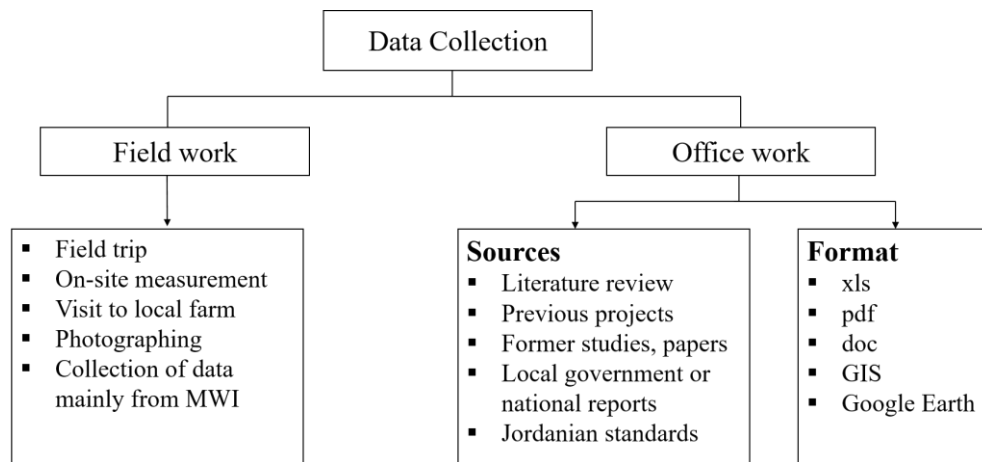 Data Collection
Field work
Office work
▪ Field trip
▪ On-site measurement
▪ Visit to local farm
▪ Photographing
▪ Collection of data
mainly from MWI
Sources
▪ Literature review
▪ Previous projects
▪ Former studies, papers
▪ Local government or
national reports
▪ Jordanian standards
Format
▪ xls
▪ pdf
▪ doc
▪ GIS
▪ Google Earth